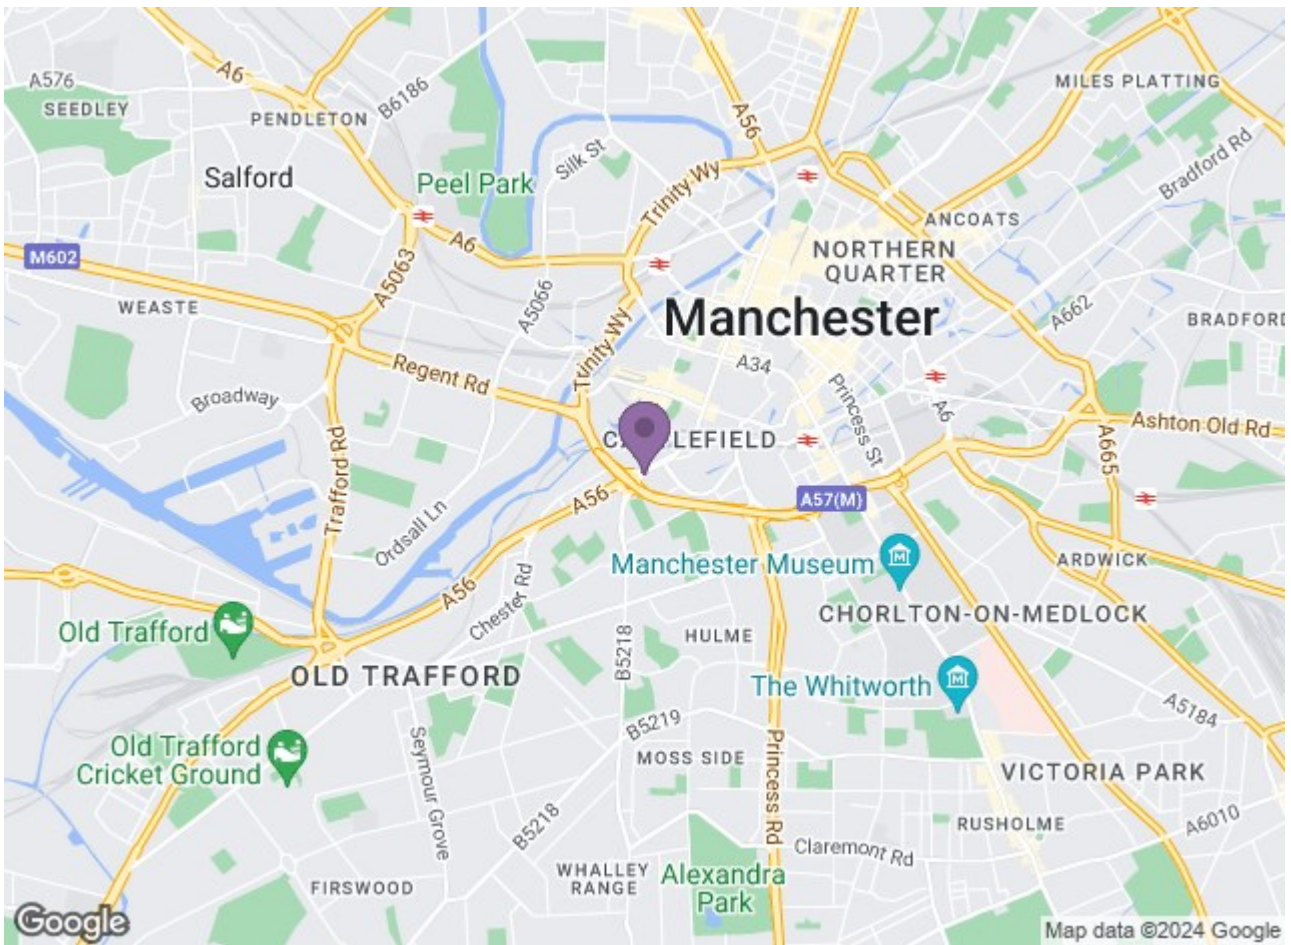 A6
A576
SEEDLEY
B6186
PENDLETON
A56
MILES PLATTING
Silk St
Bradford Rd
Salford
Peel Park
Trinity Wy
A6
ANCOATS
NORTHERN
QUARTER
M602
A5063
WEASTE
A5066
Manchester
A662
BRADFORD
Trinity Wy
A34
Regent Rd
Princess St
A6
Broadway
Ashton Old Rd
Trafford Rd
A665
A56
A57(M)
Ordsall Ln
Manchester Museum
ARDWICK
A56
Chester Rd
CHORLTON-ON-MEDLOCK
Old Trafford
B5218
HULME
OLD TRAFFORD
The Whitworth
A5184
B5219
Old Trafford
Cricket Ground
Seymour Grove
MOSS SIDE
Princess Rd
VICTORIA PARK
B5218
RUSHOLME
A6010
Claremont Rd
WHALLEY
RANGE
Alexandra
Park
FIRSWOOD
Google
Map data ©2024 Google